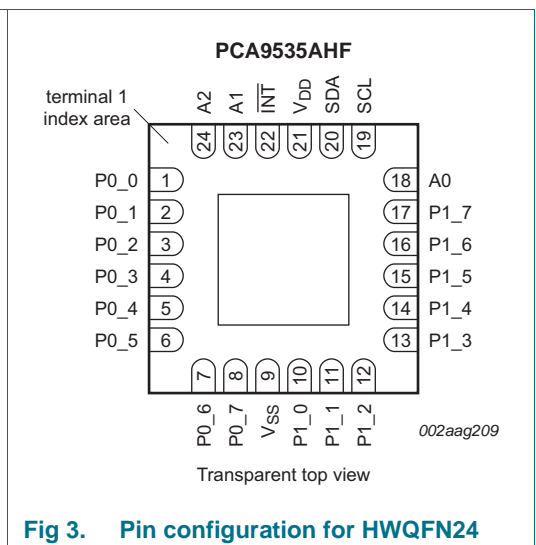 PCA9535AHF
terminal 1
index area
A2
A1
INT
VDD
SDA
SCL
24
23
22
21
20
19
P0_0 1
P0_1 2
P0_2 3
P0_3 4
P0_4 5
P0_5 6
18 A0
17 P1_7
16 P1_6
15 P1_5
14 P1_4
13 P1_3
7
8
9
10
11
12
P0_6
P0_7
VSS
P1_0
P1_1
P1_2
002aag209
Transparent top view
Fig 3. Pin configuration for HWQFN24